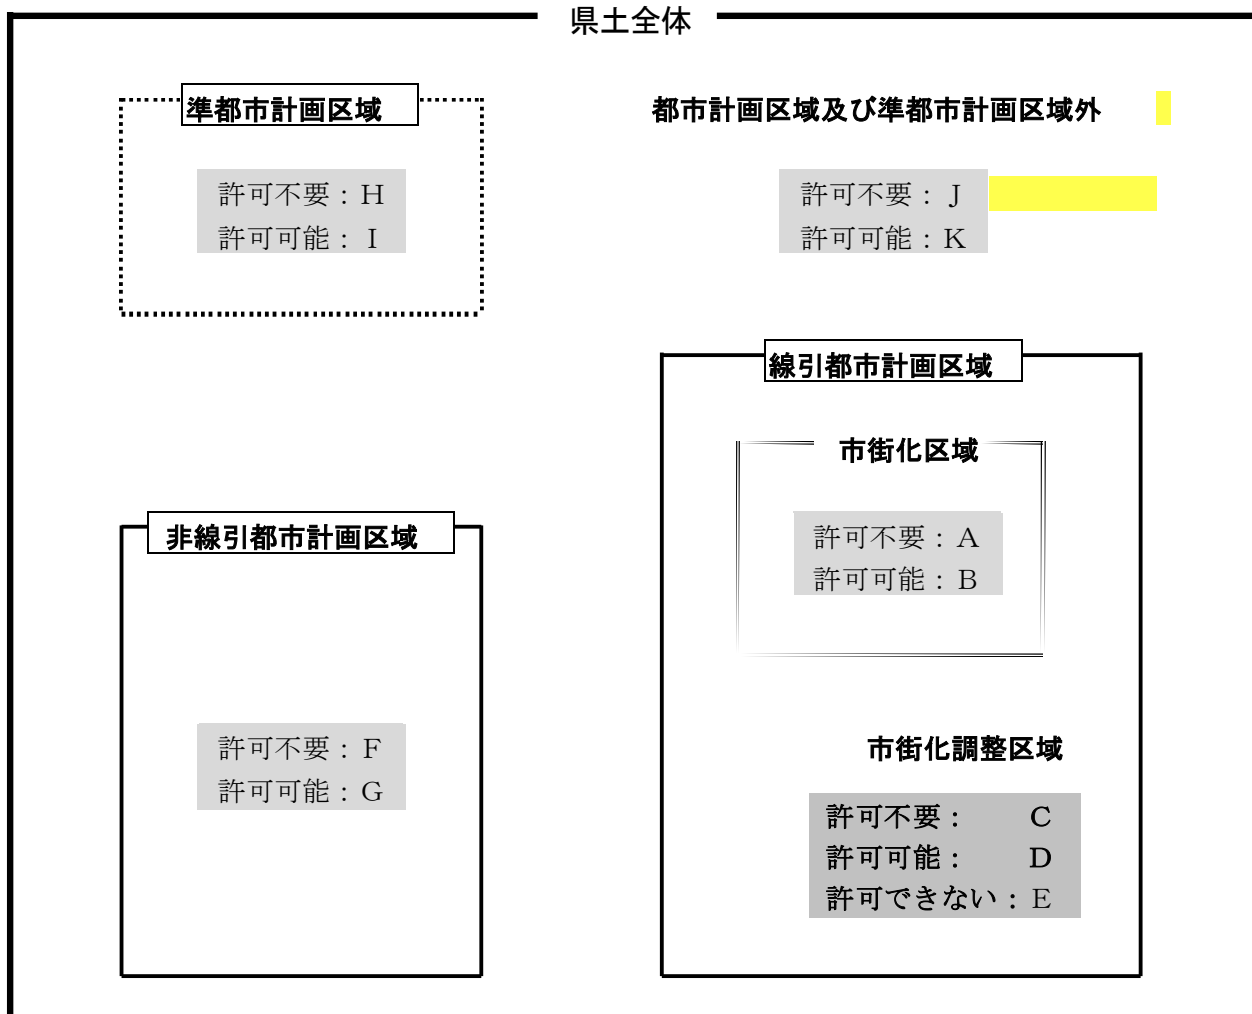 県土全体
準都市計画区域
許可不要：H
許可可能：I
都市計画区域及び準都市計画区域外
許可不要：J
許可可能：K
非線引都市計画区域
許可不要：F
許可可能：G
線引都市計画区域
市街化区域
許可不要：A
許可可能：B
市街化調整区域
許可不要：C
許可可能：D
許可できない：E